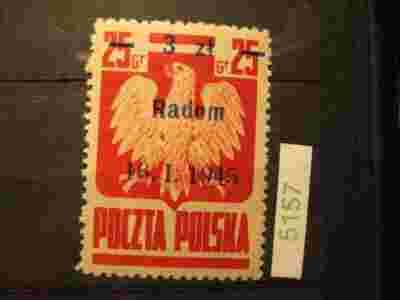 3 zł
25 Gr Gr 25
Radom
16. I. 1945
POCZTA POLSKA
5157